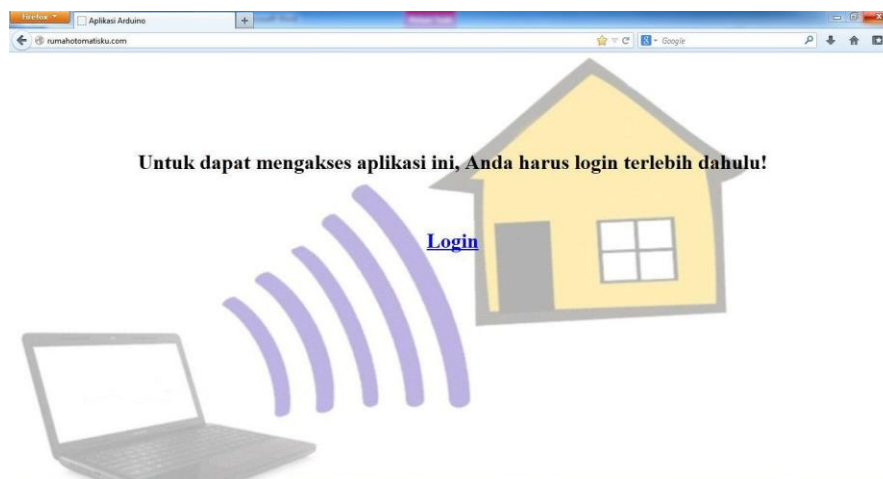 Firefox
Aplikasi Arduino
rumahotomatisku.com
Google
Untuk dapat mengakses aplikasi ini, Anda harus login terlebih dahulu!
Login